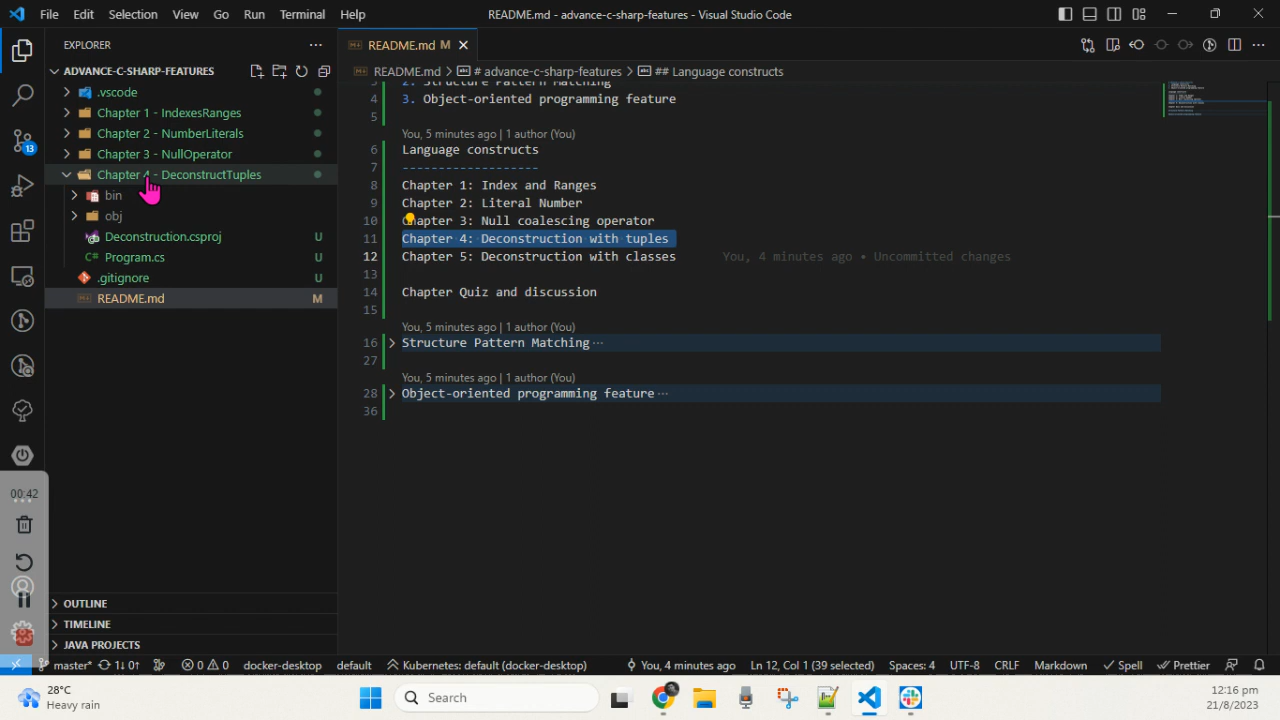 File Edit Selection View Go Run Terminal Help
README.md - advance-c-sharp-features - Visual Studio Code
EXPLORER
ADVANCE-C-SHARP-FEATURES
.vscode
Chapter 1 - IndexesRanges
Chapter 2 - NumberLiterals
Chapter 3 - NullOperator
Chapter 4 - DeconstructTuples
bin
obj
Deconstruction.csproj U
Program.cs U
.gitignore U
README.md M
OUTLINE
TIMELINE
JAVA PROJECTS
13
00:42
README.md M
README.md > # advance-c-sharp-features > ## Language constructs
3 2. Structure Pattern Matching
4 3. Object-oriented programming feature
5
You, 5 minutes ago | 1 author (You)
6 Language constructs
7 -------------------
8 Chapter 1: Index and Ranges
9 Chapter 2: Literal Number
10 Chapter 3: Null coalescing operator
11 Chapter 4: Deconstruction with tuples
12 Chapter 5: Deconstruction with classes You, 4 minutes ago • Uncommitted changes
13
14 Chapter Quiz and discussion
15
You, 5 minutes ago | 1 author (You)
16 Structure Pattern Matching ···
27
You, 5 minutes ago | 1 author (You)
28 Object-oriented programming feature ···
36
master* 1↓ 0↑ 0 0 docker-desktop default Kubernetes: default (docker-desktop) You, 4 minutes ago Ln 12, Col 1 (39 selected) Spaces: 4 UTF-8 CRLF Markdown Spell Prettier
28°C
Heavy rain
Search
12:16 pm
21/8/2023